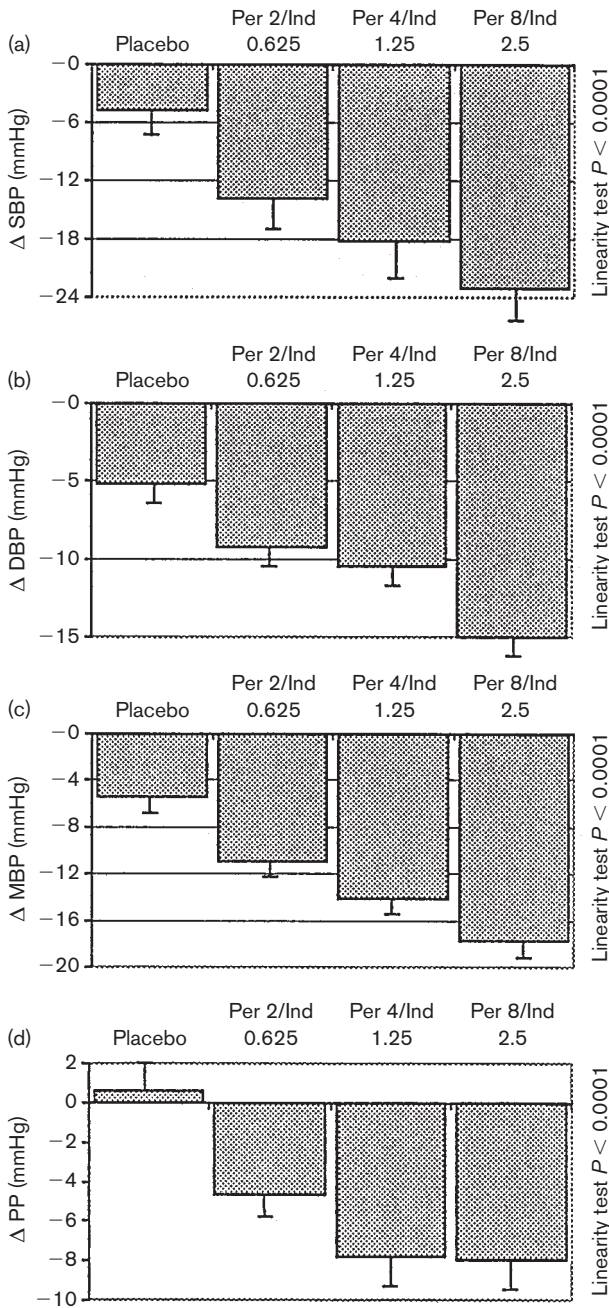 (a)
Placebo
Per 2/Ind
0.625
Per 4/Ind
1.25
Per 8/Ind
2.5
Δ SBP (mmHg)
−0
−6
−12
−18
−24
Linearity test P < 0.0001
(b)
Placebo
Per 2/Ind
0.625
Per 4/Ind
1.25
Per 8/Ind
2.5
Δ DBP (mmHg)
−0
−5
−10
−15
Linearity test P < 0.0001
(c)
Placebo
Per 2/Ind
0.625
Per 4/Ind
1.25
Per 8/Ind
2.5
Δ MBP (mmHg)
−0
−4
−8
−12
−16
−20
Linearity test P < 0.0001
(d)
Placebo
Per 2/Ind
0.625
Per 4/Ind
1.25
Per 8/Ind
2.5
Δ PP (mmHg)
2
0
−2
−4
−6
−8
−10
Linearity test P < 0.0001